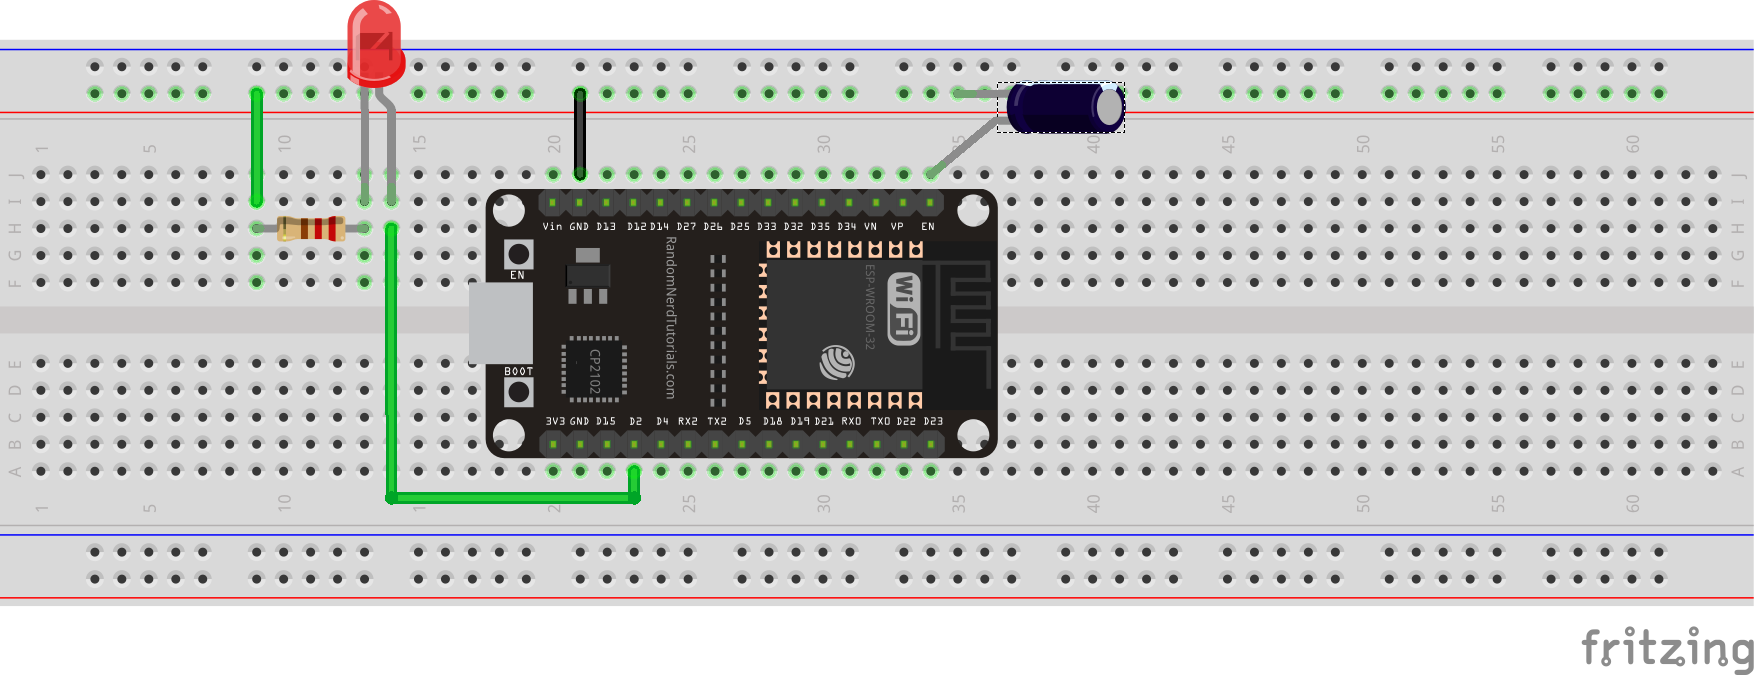 1 5 10 15 20 25 30 35 40 45 50 55 60
J J
I I
H H
G G
F F
Vin GND D13 D12 D14 D27 D26 D25 D33 D32 D35 D34 VN VP EN
EN
RandomNerdTutorials.com
ESP-WROOM-32
Wi Fi
CP2102
BOOT
E E
D D
C C
B B
A A
3V3 GND D15 D2 D4 RX2 TX2 D5 D18 D19 D21 RX0 TX0 D22 D23
1 5 10 15 20 25 30 35 40 45 50 55 60
fritzing